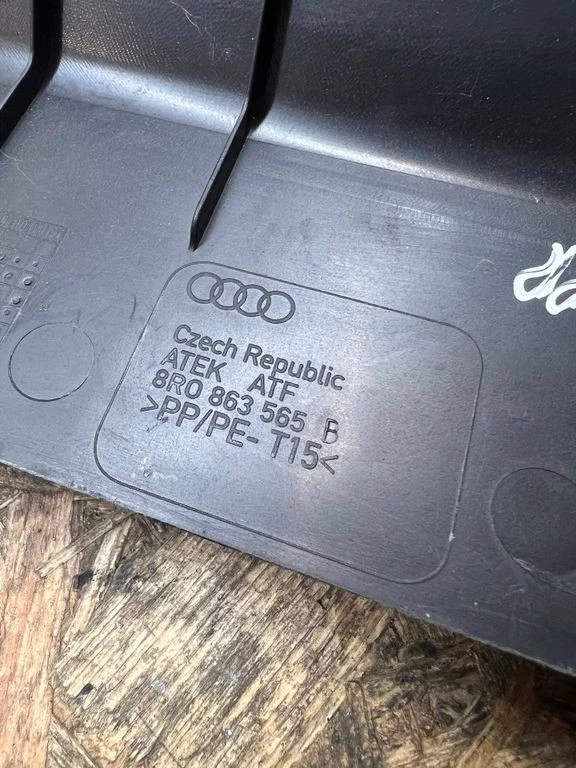 Czech Republic
ATEK ATF
8R0 863 565 B
>PP/PE- T15<